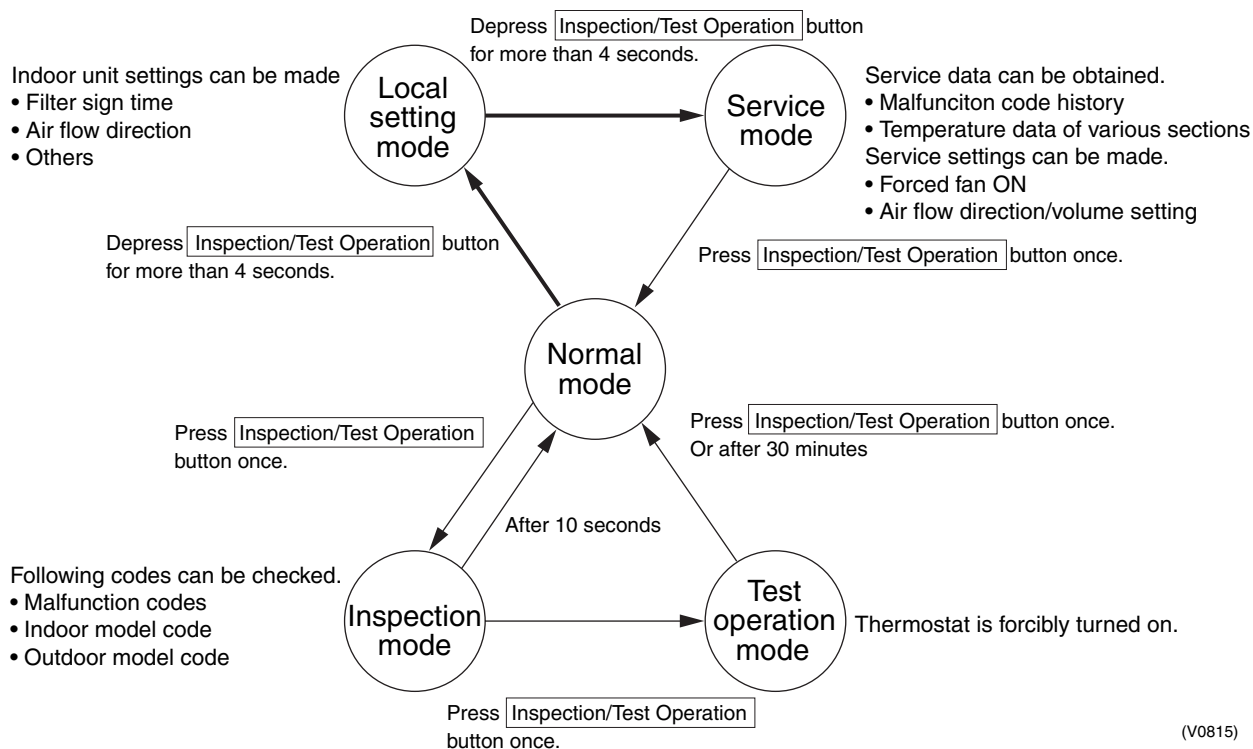 Depress Inspection/Test Operation button
for more than 4 seconds.
Indoor unit settings can be made
• Filter sign time
• Air flow direction
• Others
Local
setting
mode
Service
mode
Service data can be obtained.
• Malfunciton code history
• Temperature data of various sections
Service settings can be made.
• Forced fan ON
• Air flow direction/volume setting
Depress Inspection/Test Operation button
for more than 4 seconds.
Press Inspection/Test Operation button once.
Normal
mode
Press Inspection/Test Operation
button once.
Press Inspection/Test Operation button once.
Or after 30 minutes
After 10 seconds
Following codes can be checked.
• Malfunction codes
• Indoor model code
• Outdoor model code
Inspection
mode
Test
operation
mode
Thermostat is forcibly turned on.
Press Inspection/Test Operation
button once.
(V0815)